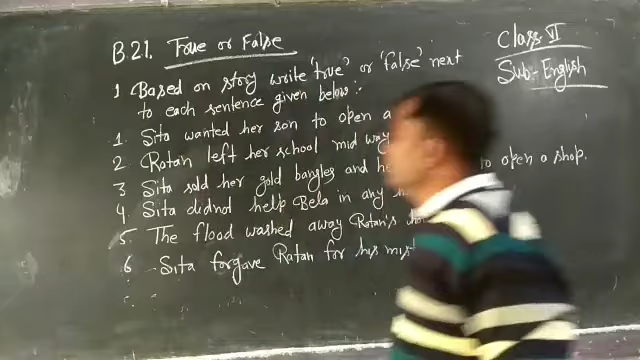 B.21. True or False
Class VI
Sub - English
1 Based on story write 'true' or 'false' next
to each sentence given below:
1. Sita wanted her son to open a
2 Ratan left her school mid way
3 Sita sold her gold bangles and to open a shop.
4. Sita didnot help Bela in any
5. The flood washed away Ratan's
6 Sita forgave Ratan for his